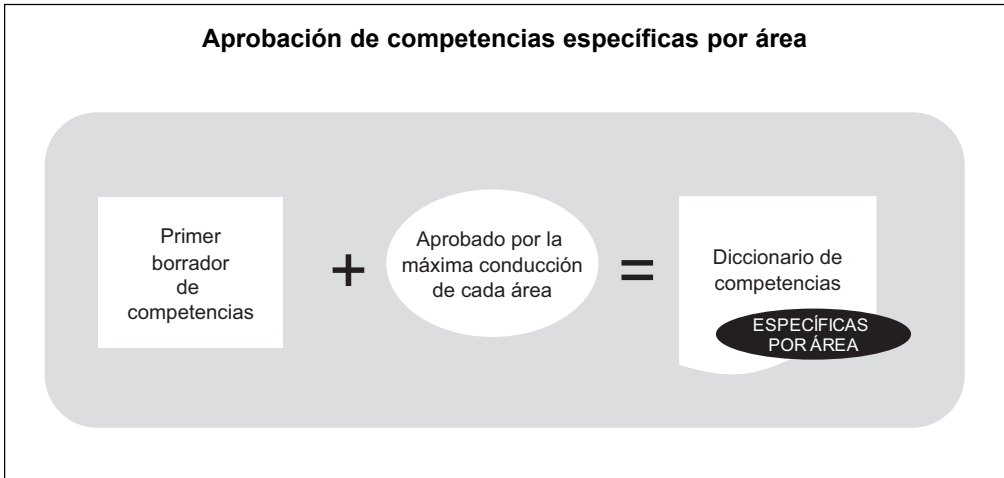 Aprobación de competencias específicas por área
Primer
borrador
de
competencias
+
Aprobado por la
máxima conducción
de cada área
=
Diccionario de
competencias
ESPECÍFICAS
POR ÁREA